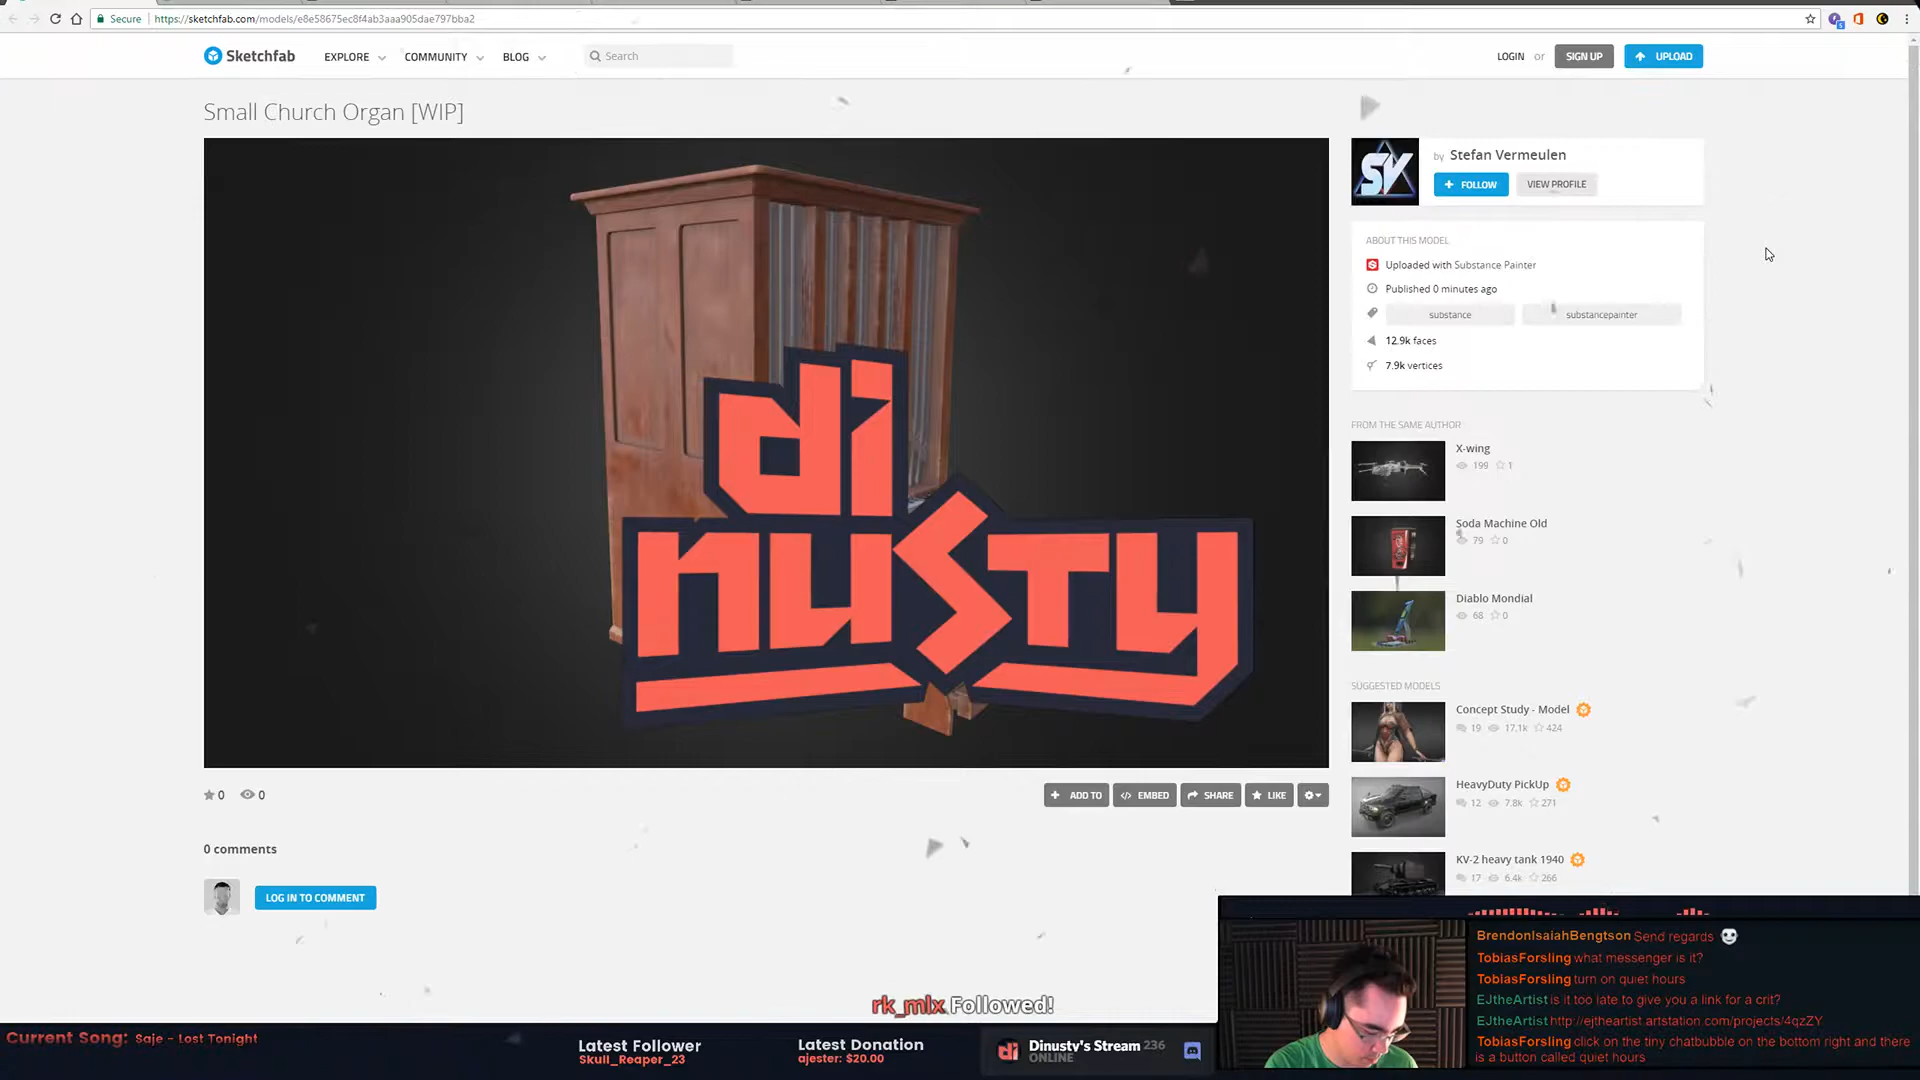 Secure
https://sketchfab.com/models/e8e58675ec8f4ab3aaa905dae797bba2
Sketchfab
EXPLORE
COMMUNITY
BLOG
Search
LOGIN or
SIGN UP
UPLOAD
Small Church Organ [WIP]
SV
by Stefan Vermeulen
FOLLOW
VIEW PROFILE
ABOUT THIS MODEL
Uploaded with Substance Painter
Published 0 minutes ago
substance
substancepainter
12.9k faces
7.9k vertices
di
nusty
FROM THE SAME AUTHOR
X-wing
199 1
Soda Machine Old
79 0
Diablo Mondial
68 0
SUGGESTED MODELS
Concept Study - Model
19 17.1k 424
HeavyDuty PickUp
12 7.8k 271
KV-2 heavy tank 1940
17 6.4k 266
0 0
ADD TO
EMBED
SHARE
LIKE
0 comments
LOG IN TO COMMENT
BrendonIsaiahBengtson Send regards
TobiasForsling what messenger is it?
TobiasForsling turn on quiet hours
EJtheArtist is it too late to give you a link for a crit?
EJtheArtist http://ejtheartist.artstation.com/projects/4qzZY
TobiasForsling click on the tiny chatbubble on the bottom right and there
is a button called quiet hours
rk_mlx Followed!
Current Song: Saje - Lost Tonight
Latest Follower
Skull_Reaper_23
Latest Donation
ajester: $20.00
di
Dinusty's Stream 236
ONLINE